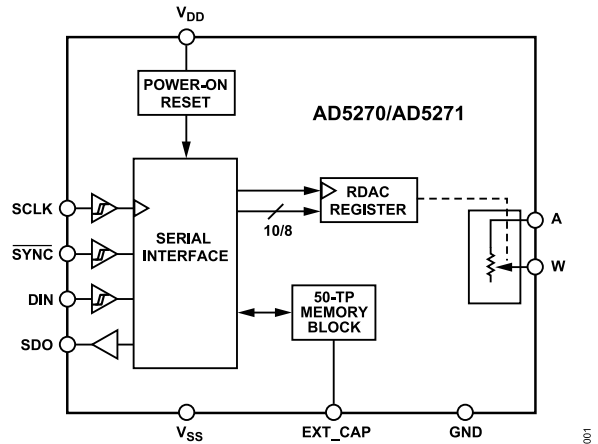 VDD
POWER-ON
RESET
AD5270/AD5271
SCLK
SYNC
DIN
SDO
SERIAL
INTERFACE
10/8
RDAC
REGISTER
A
W
50-TP
MEMORY
BLOCK
VSS
EXT_CAP
GND
001